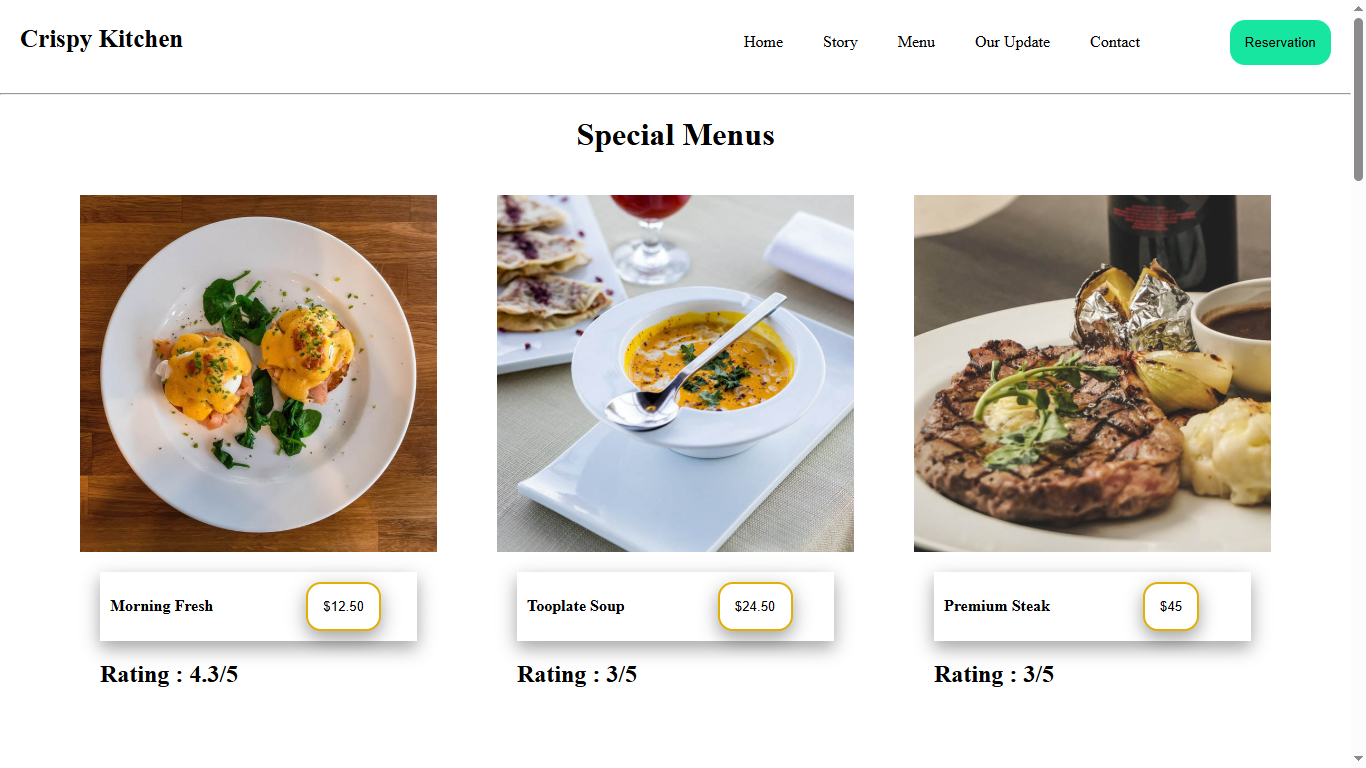 Crispy Kitchen
Home Story Menu Our Update Contact Reservation
Special Menus
Morning Fresh $12.50
Tooplate Soup $24.50
Premium Steak $45
Rating : 4.3/5
Rating : 3/5
Rating : 3/5